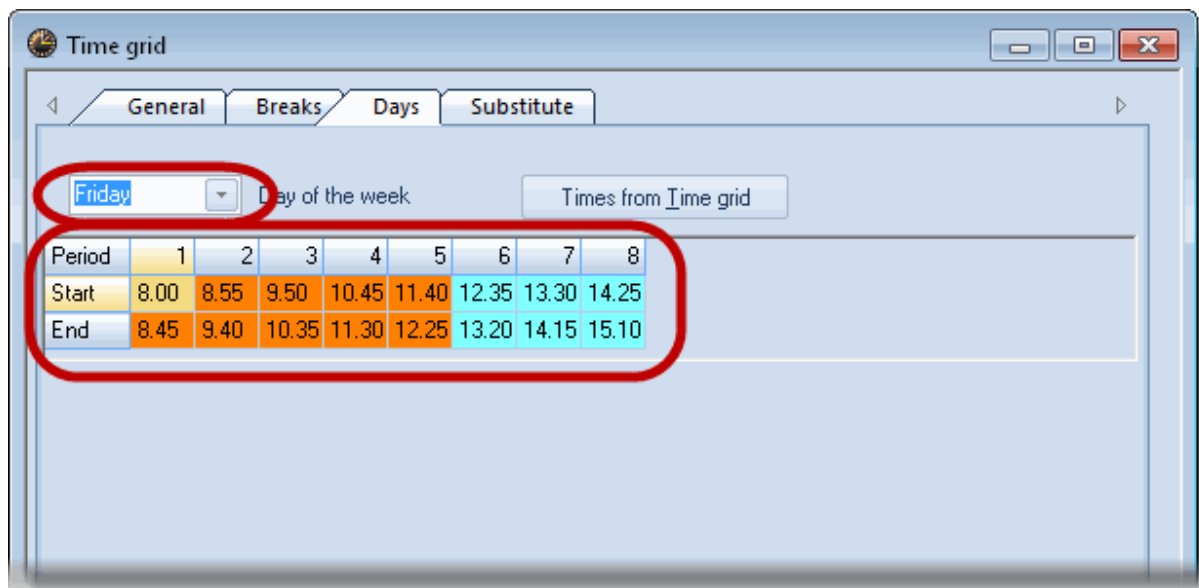 Time grid
General Breaks Days Substitute
Friday Day of the week Times from Time grid
Period 1 2 3 4 5 6 7 8
Start 8.00 8.55 9.50 10.45 11.40 12.35 13.30 14.25
End 8.45 9.40 10.35 11.30 12.25 13.20 14.15 15.10